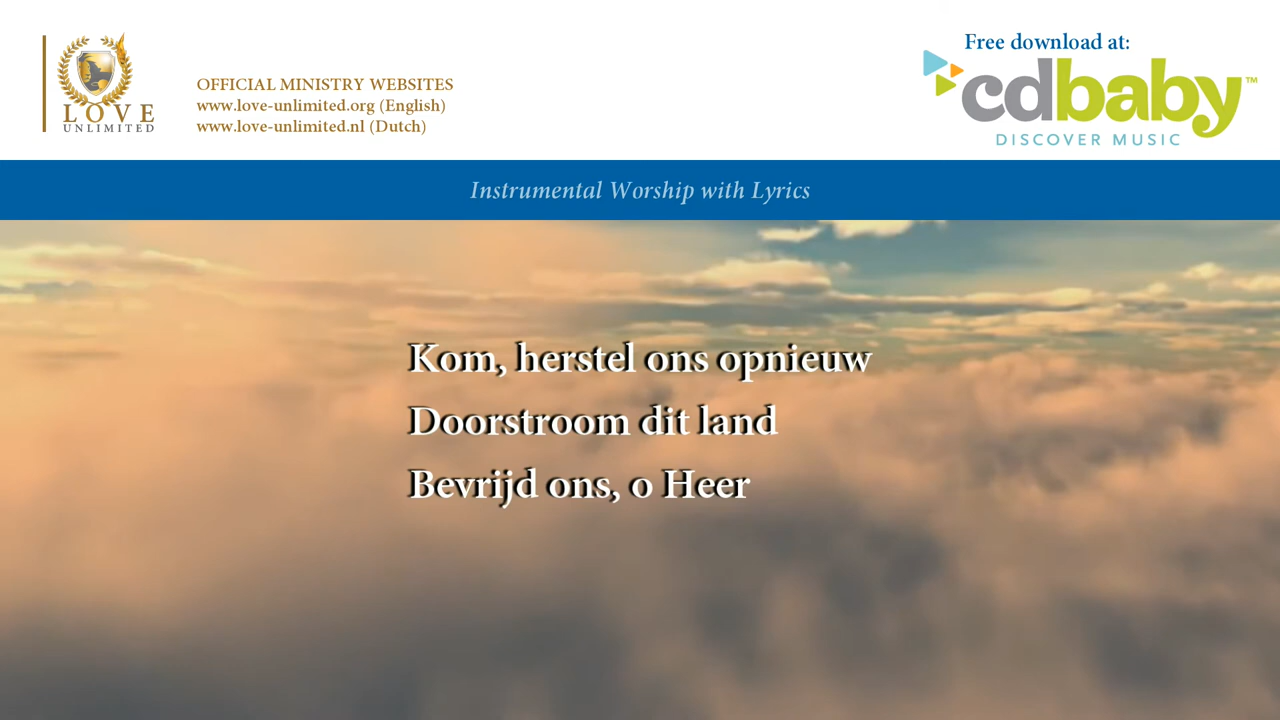 LOVE
UNLIMITED
OFFICIAL MINISTRY WEBSITES
www.love-unlimited.org (English)
www.love-unlimited.nl (Dutch)
Free download at:
cdbaby™
DISCOVER MUSIC
Instrumental Worship with Lyrics
Kom, herstel ons opnieuw
Doorstroom dit land
Bevrijd ons, o Heer